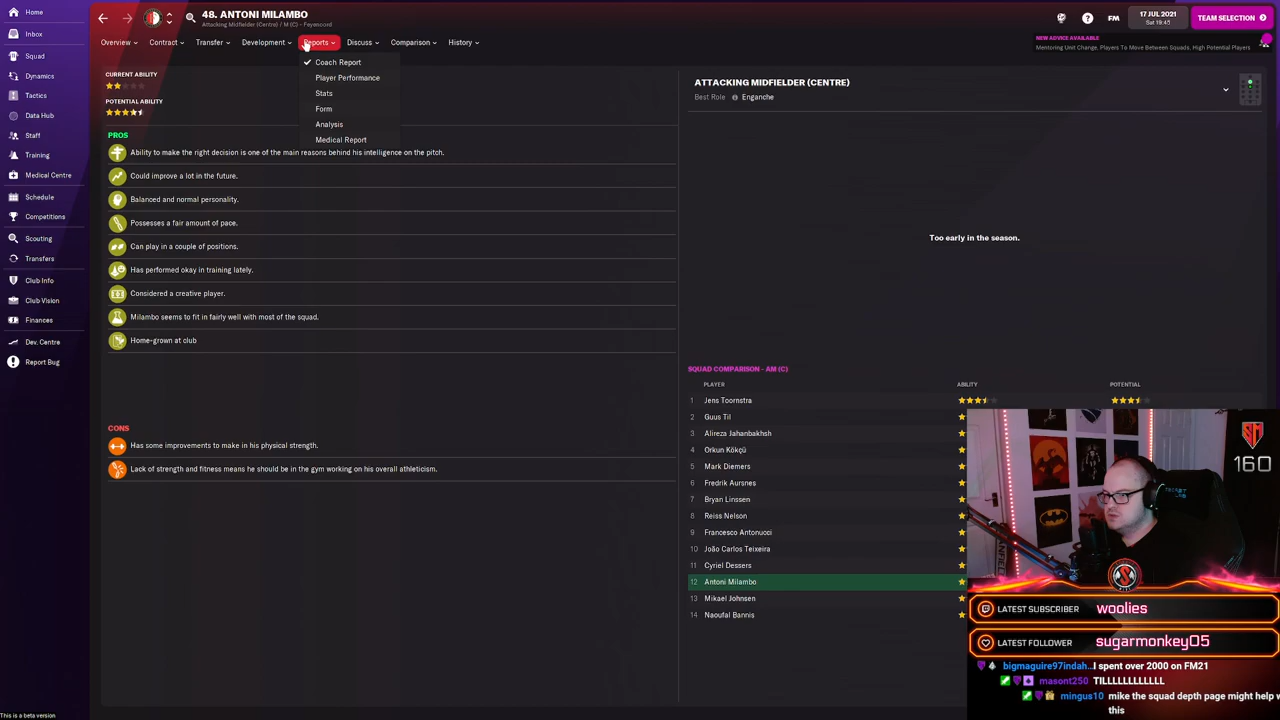 48. ANTONI MILAMBO
Attacking Midfielder (Centre) / M (C) - Feyenoord
17 JUL 2021
SAT 19:45
FM
TEAM SELECTION
NEW ADVICE AVAILABLE
Mentoring Unit Change, Players To Move Between Squads, High Potential Players
Home
Inbox
Squad
Dynamics
Tactics
Data Hub
Staff
Training
Medical Centre
Schedule
Competitions
Scouting
Transfers
Club Info
Club Vision
Finances
Dev. Centre
Report Bug
This is a beta version
Overview
Contract
Transfer
Development
Reports
Discuss
Comparison
History
Coach Report
Player Performance
Stats
Form
Analysis
Medical Report
CURRENT ABILITY
POTENTIAL ABILITY
PROS
Ability to make the right decision is one of the main reasons behind his intelligence on the pitch.
Could improve a lot in the future.
Balanced and normal personality.
Possesses a fair amount of pace.
Can play in a couple of positions.
Has performed okay in training lately.
Considered a creative player.
Milambo seems to fit in fairly well with most of the squad.
Home-grown at club
CONS
Has some improvements to make in his physical strength.
Lack of strength and fitness means he should be in the gym working on his overall athleticism.
ATTACKING MIDFIELDER (CENTRE)
Best Role Enganche
Too early in the season.
SQUAD COMPARISON - AM (C)
PLAYER ABILITY POTENTIAL
1 Jens Toornstra
2 Guus Til
3 Alireza Jahanbakhsh
4 Orkun Kökçü
5 Mark Diemers
6 Fredrik Aursnes
7 Bryan Linssen
8 Reiss Nelson
9 Francesco Antonucci
10 João Carlos Teixeira
11 Cyriel Dessers
12 Antoni Milambo
13 Mikael Johnsen
14 Naoufal Bannis
160
LATEST SUBSCRIBER woolies
LATEST FOLLOWER sugarmonkey05
bigmaguire97indah... I spent over 2000 on FM21
masont250 TILLLLLLLLLLL
mingus10 mike the squad depth page might help w
this